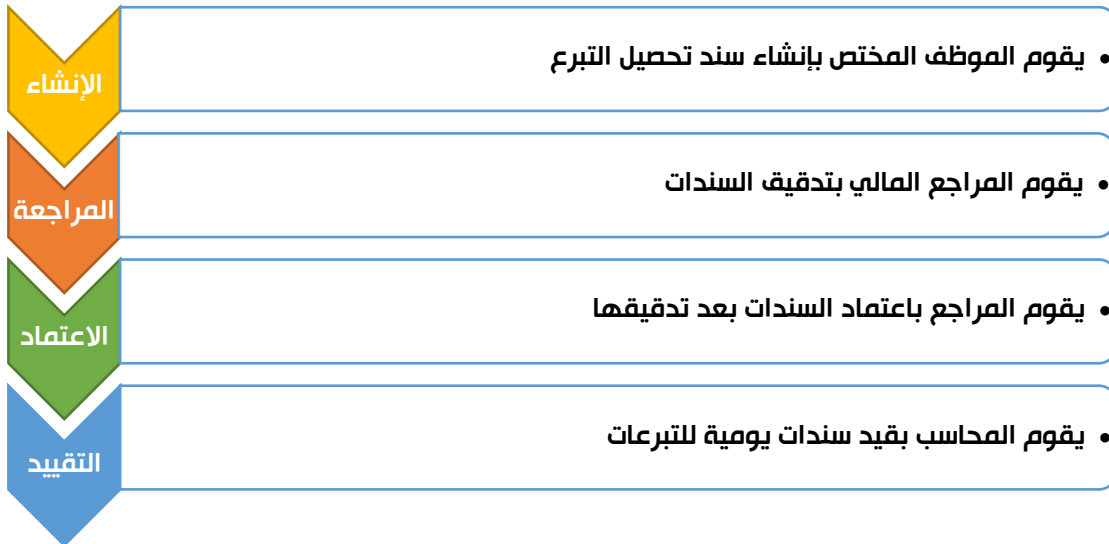 الإنشاء
• يقوم الموظف المختص بإنشاء سند تحصيل التبرع
المراجعة
• يقوم المراجع المالي بتدقيق السندات
الاعتماد
• يقوم المراجع باعتماد السندات بعد تدقيقها
التقييد
• يقوم المحاسب بقيد سندات يومية للتبرعات